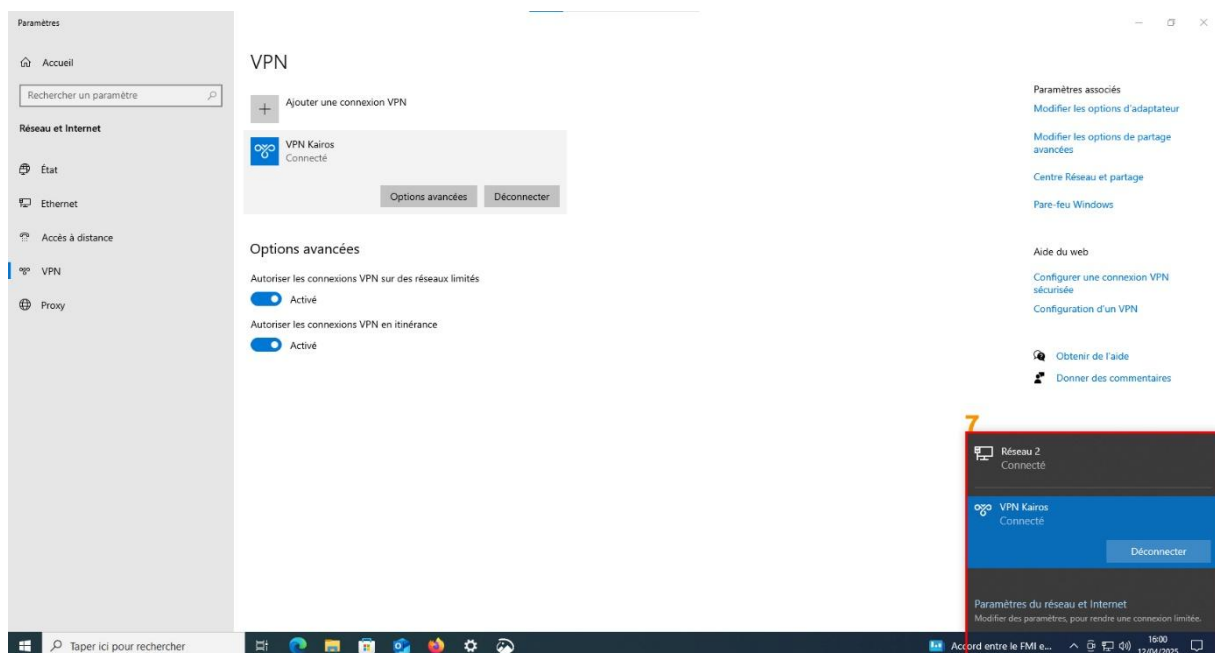 Paramètres
Accueil
Rechercher un paramètre
Réseau et Internet
État
Ethernet
Accès à distance
VPN
Proxy
VPN
Ajouter une connexion VPN
VPN Kairos
Connecté
Options avancées Déconnecter
Options avancées
Autoriser les connexions VPN sur des réseaux limités
Activé
Autoriser les connexions VPN en itinérance
Activé
Paramètres associés
Modifier les options d'adaptateur
Modifier les options de partage
avancées
Centre Réseau et partage
Pare-feu Windows
Aide du web
Configurer une connexion VPN
sécurisée
Configuration d'un VPN
Obtenir de l'aide
Donner des commentaires
7
Réseau 2
Connecté
VPN Kairos
Connecté
Déconnecter
Paramètres du réseau et Internet
Modifier des paramètres, pour rendre une connexion limitée.
Taper ici pour rechercher
Accord entre le FMI e...
16:00
12/04/2025